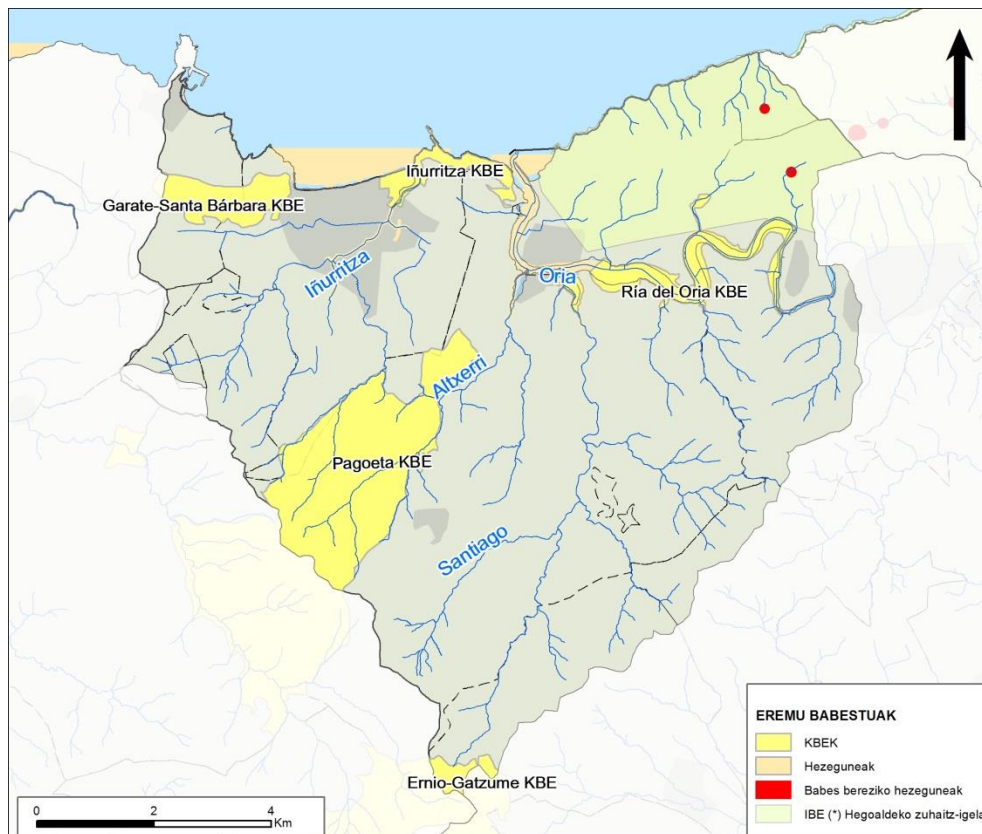 Iñurritza KBE
Garate-Santa Bárbara KBE
Iñurritza
Oria
Ría del Oria KBE
Altxerri
Pagoeta KBE
Santiago
Ernio-Gatzume KBE
EREMU BABESTUAK
KBEK
Hezeguneak
Babes bereziko hezeguneak
IBE (*) Hegoaldeko zuhaitz-igela
0 2 4
Km